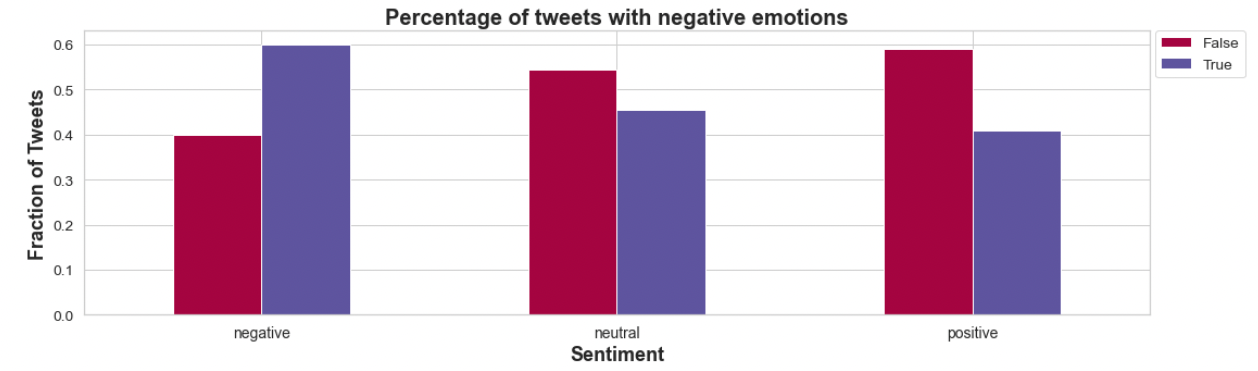 Percentage of tweets with negative emotions
False
True
Fraction of Tweets
0.6
0.5
0.4
0.3
0.2
0.1
0.0
negative neutral positive
Sentiment